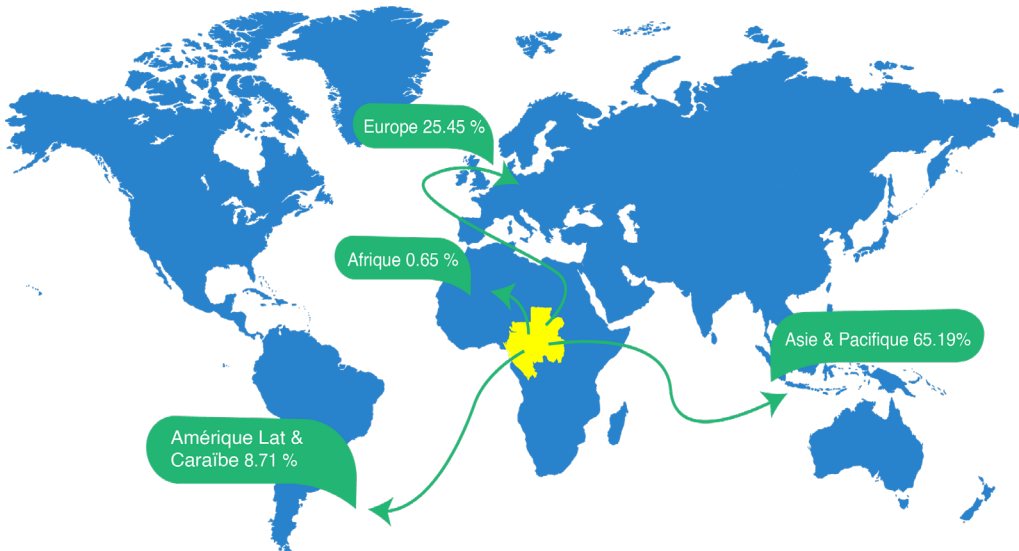 Europe 25.45 %
Afrique 0.65 %
Asie & Pacifique 65.19%
Amérique Lat &
Caraïbe 8.71 %